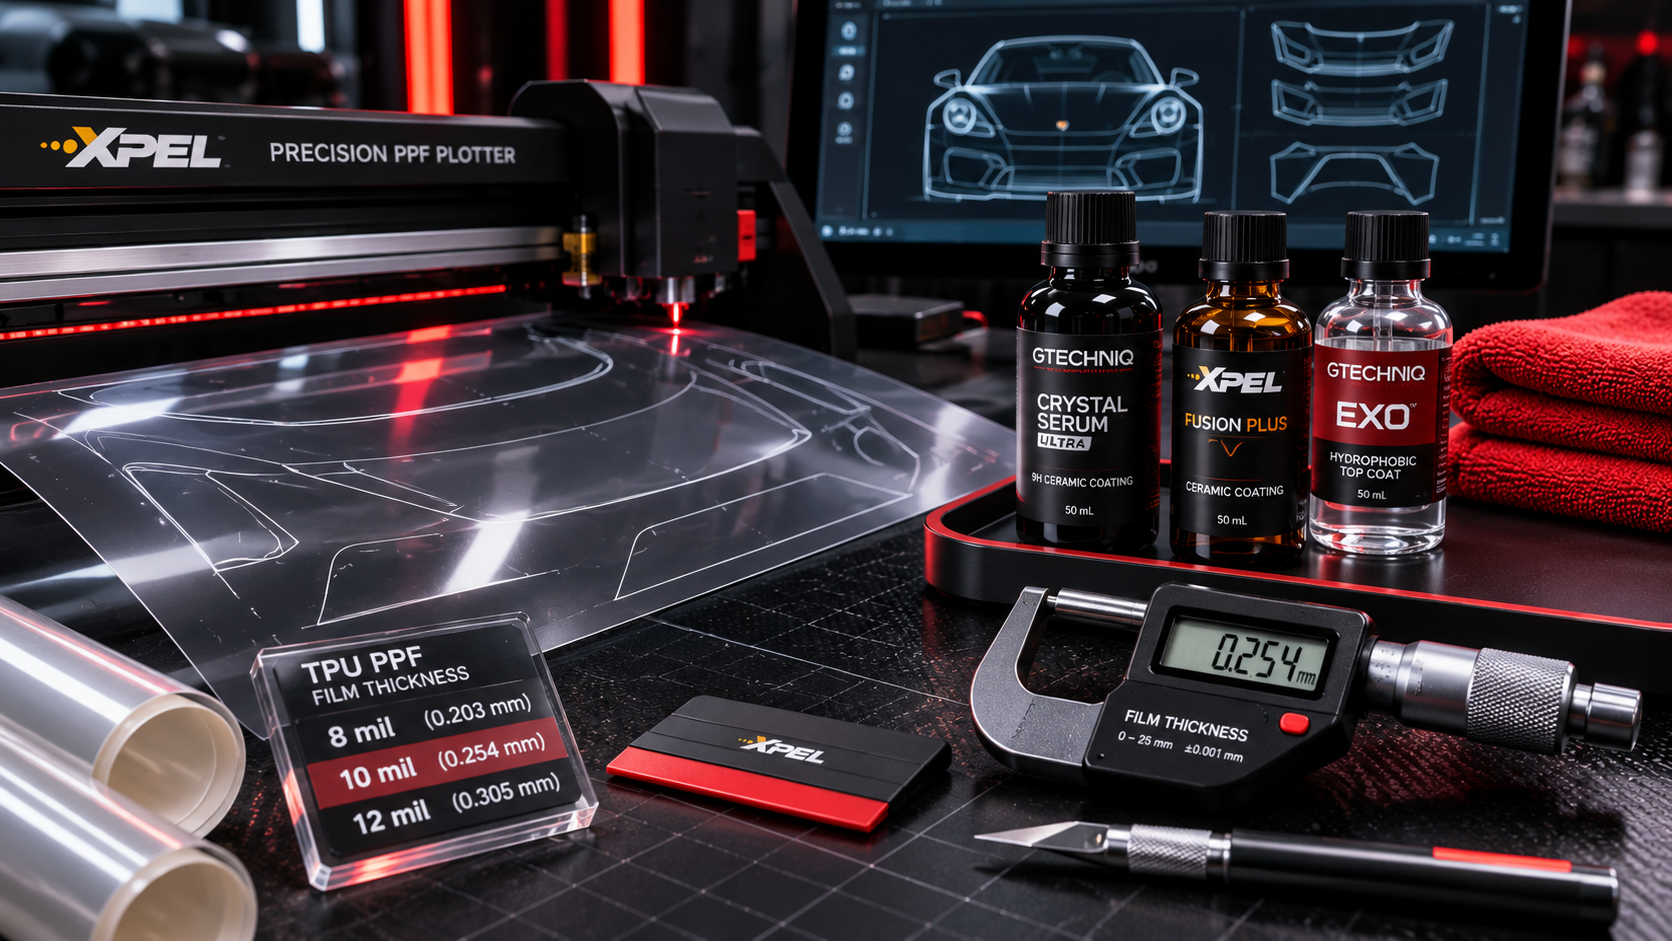 XPEL
PRECISION PPF PLOTTER
GTECHNIQ
CRYSTAL
SERUM
ULTRA
9H CERAMIC COATING
50 mL
XPEL
FUSION PLUS
CERAMIC COATING
50 mL
GTECHNIQ
EXO
HYDROPHOBIC
TOP COAT
50 mL
TPU PPF
FILM THICKNESS
8 mil (0.203 mm)
10 mil (0.254 mm)
12 mil (0.305 mm)
XPEL
0.254 mm
FILM THICKNESS
0 – 25 mm ±0.001 mm